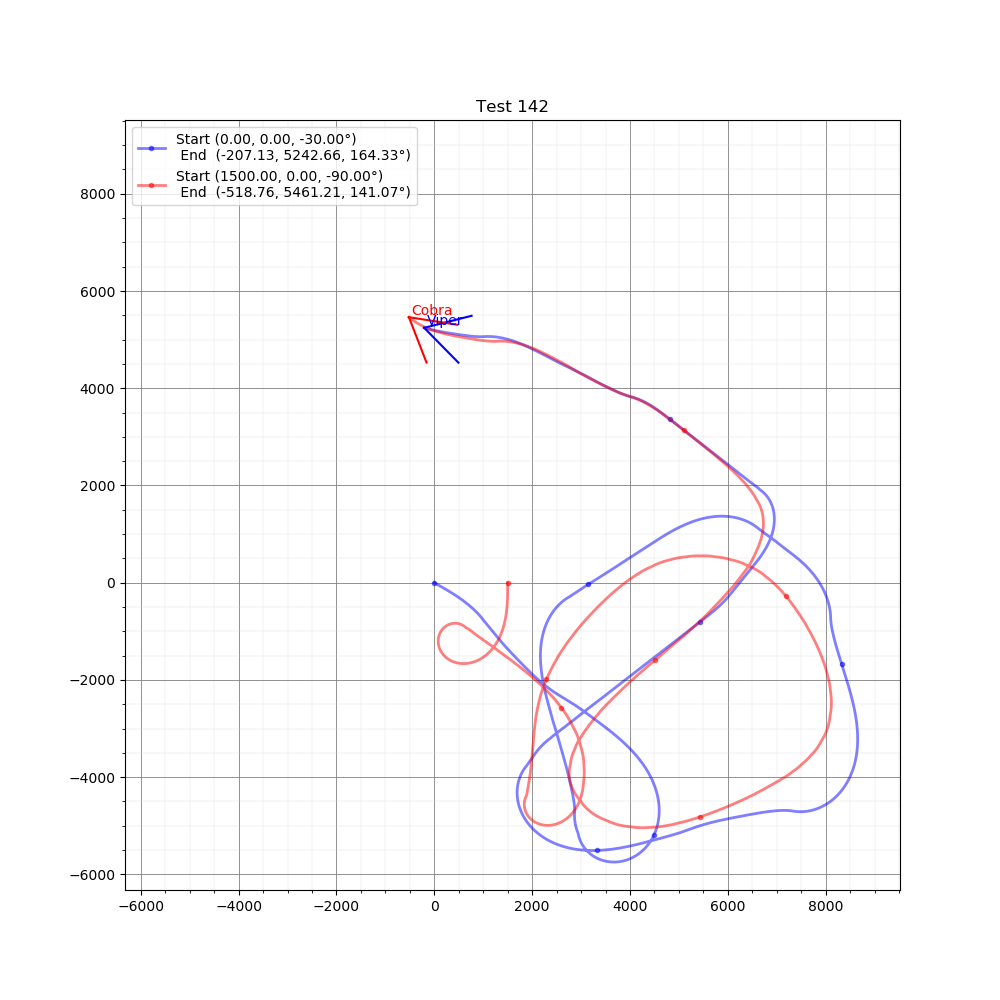 Test 142
Start (0.00, 0.00, -30.00°)
End (-207.13, 5242.66, 164.33°)
Start (1500.00, 0.00, -90.00°)
End (-518.76, 5461.21, 141.07°)
8000
6000
4000
2000
0
−2000
−4000
−6000
Cobra
Viper
−6000 −4000 −2000 0 2000 4000 6000 8000